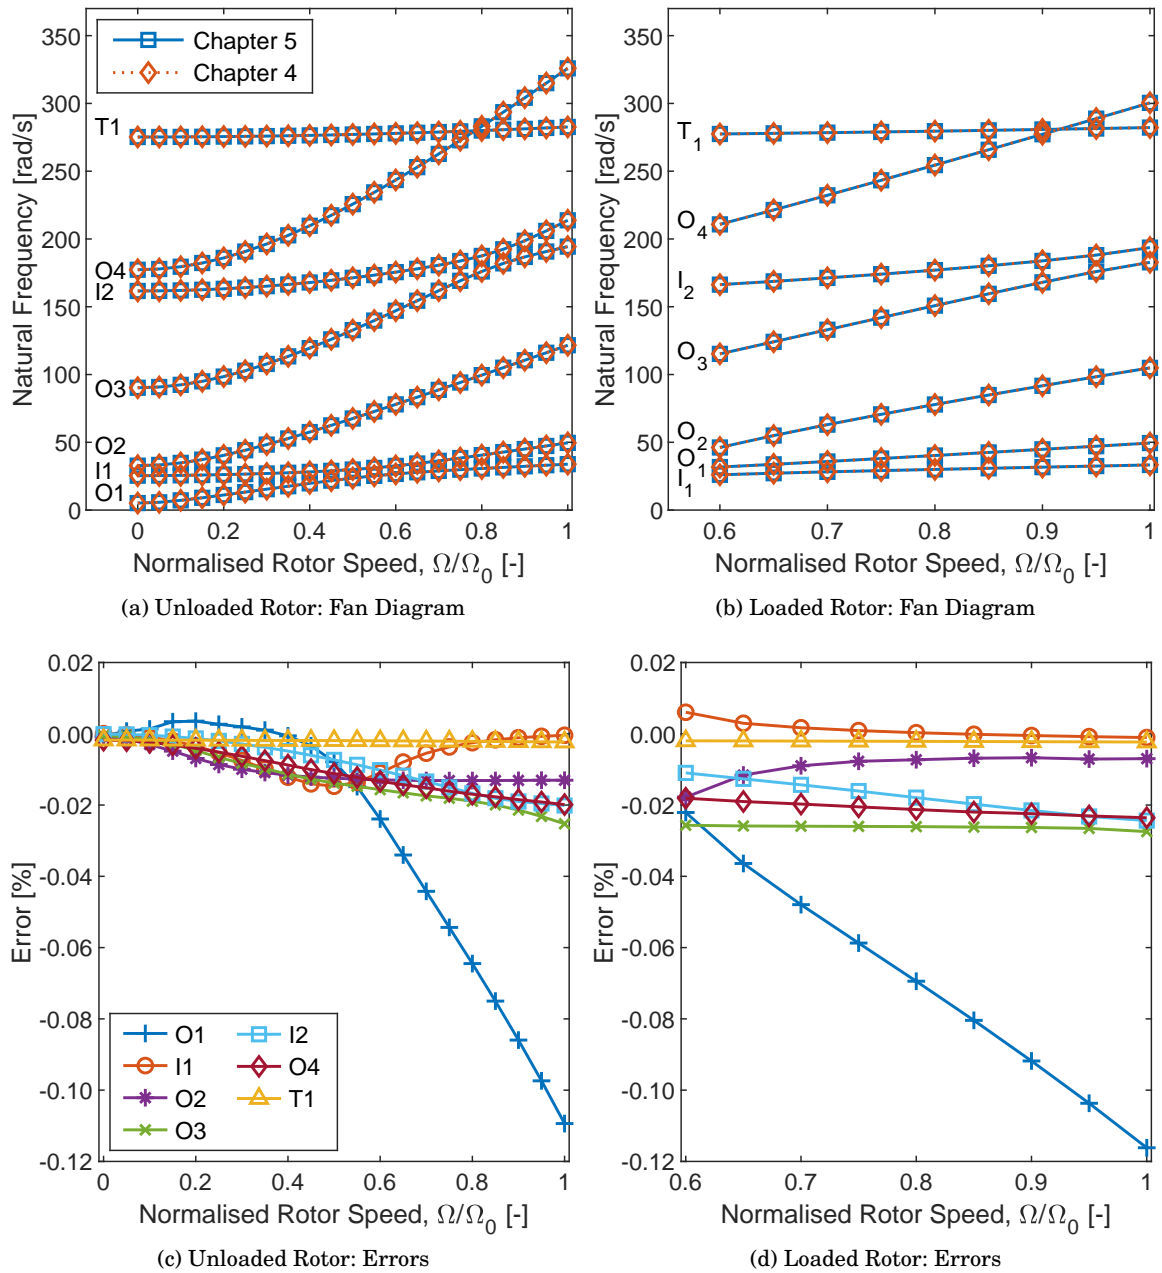 Chapter 5
Chapter 4
Natural Frequency [rad/s]
350
300
250
200
150
100
50
0
T1
O4
I2
O3
O2
I1
O1
0 0.2 0.4 0.6 0.8 1
Normalised Rotor Speed, Ω/Ω₀ [-]
(a) Unloaded Rotor: Fan Diagram
Natural Frequency [rad/s]
350
300
250
200
150
100
50
0
T₁
O₄
I₂
O₃
O₂
O₁
I₁
0.6 0.7 0.8 0.9 1
Normalised Rotor Speed, Ω/Ω₀ [-]
(b) Loaded Rotor: Fan Diagram
Error [%]
0.02
0.00
-0.02
-0.04
-0.06
-0.08
-0.10
-0.12
O1 I2
I1 O4
O2 T1
O3
0 0.2 0.4 0.6 0.8 1
Normalised Rotor Speed, Ω/Ω₀ [-]
(c) Unloaded Rotor: Errors
Error [%]
0.02
0.00
-0.02
-0.04
-0.06
-0.08
-0.10
-0.12
0.6 0.7 0.8 0.9 1
Normalised Rotor Speed, Ω/Ω₀ [-]
(d) Loaded Rotor: Errors